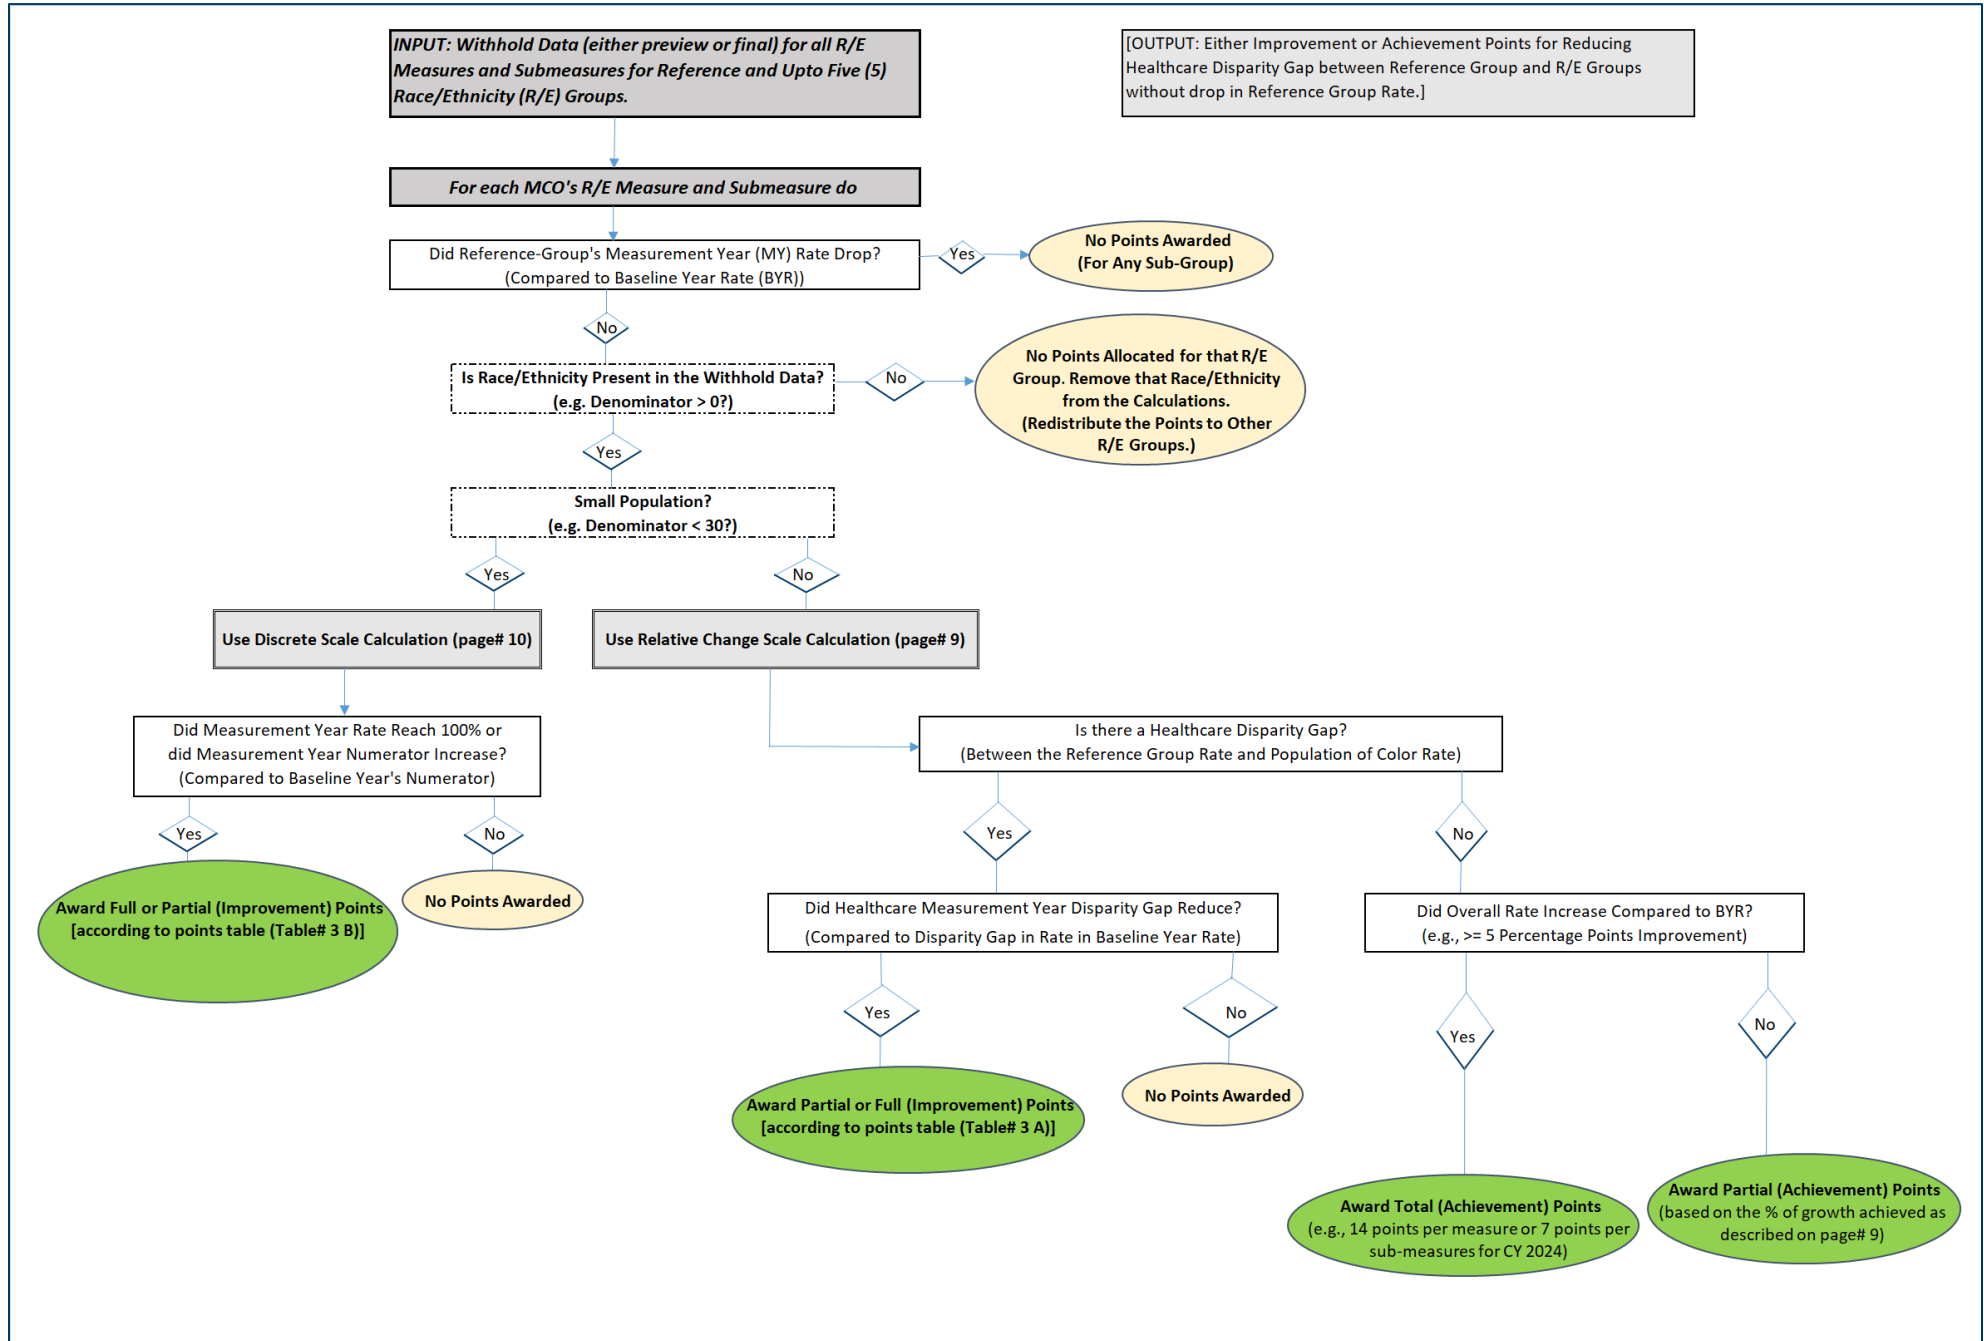 INPUT: Withhold Data (either preview or final) for all R/E
Measures and Submeasures for Reference and Upto Five (5)
Race/Ethnicity (R/E) Groups.
[OUTPUT: Either Improvement or Achievement Points for Reducing
Healthcare Disparity Gap between Reference Group and R/E Groups
without drop in Reference Group Rate.]
For each MCO's R/E Measure and Submeasure do
Did Reference-Group's Measurement Year (MY) Rate Drop?
(Compared to Baseline Year Rate (BYR))
Yes
No Points Awarded
(For Any Sub-Group)
No
Is Race/Ethnicity Present in the Withhold Data?
(e.g. Denominator > 0?)
No
No Points Allocated for that R/E
Group. Remove that Race/Ethnicity
from the Calculations.
(Redistribute the Points to Other
R/E Groups.)
Yes
Small Population?
(e.g. Denominator < 30?)
Yes
No
Use Discrete Scale Calculation (page# 10)
Use Relative Change Scale Calculation (page# 9)
Did Measurement Year Rate Reach 100% or
did Measurement Year Numerator Increase?
(Compared to Baseline Year's Numerator)
Is there a Healthcare Disparity Gap?
(Between the Reference Group Rate and Population of Color Rate)
Yes
No
Yes
No
Award Full or Partial (Improvement) Points
[according to points table (Table# 3 B)]
No Points Awarded
Did Healthcare Measurement Year Disparity Gap Reduce?
(Compared to Disparity Gap in Rate in Baseline Year Rate)
Did Overall Rate Increase Compared to BYR?
(e.g., >= 5 Percentage Points Improvement)
Yes
No
Yes
No
Award Partial or Full (Improvement) Points
[according to points table (Table# 3 A)]
No Points Awarded
Award Total (Achievement) Points
(e.g., 14 points per measure or 7 points per
sub-measures for CY 2024)
Award Partial (Achievement) Points
(based on the % of growth achieved as
described on page# 9)